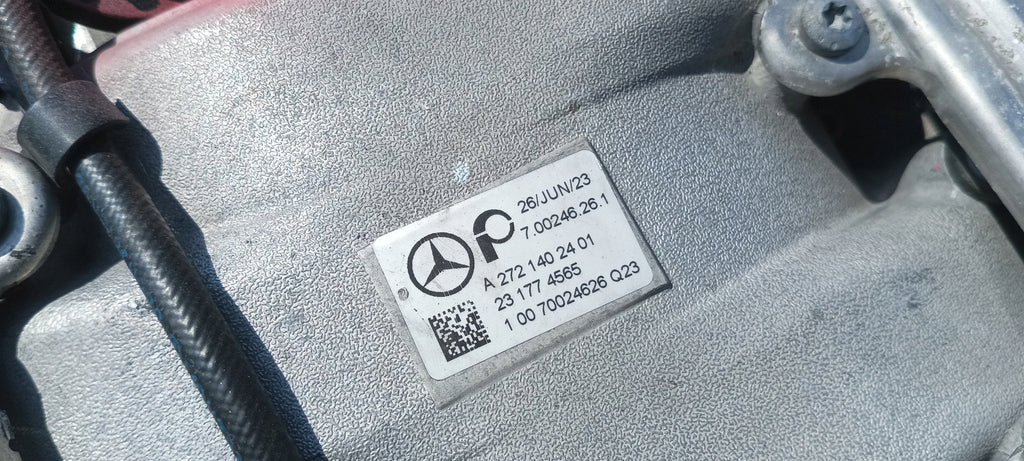 26/JUN/23
7.00246.26.1
A 272 140 24 01
23 177 4565
1 00 70024626 Q23